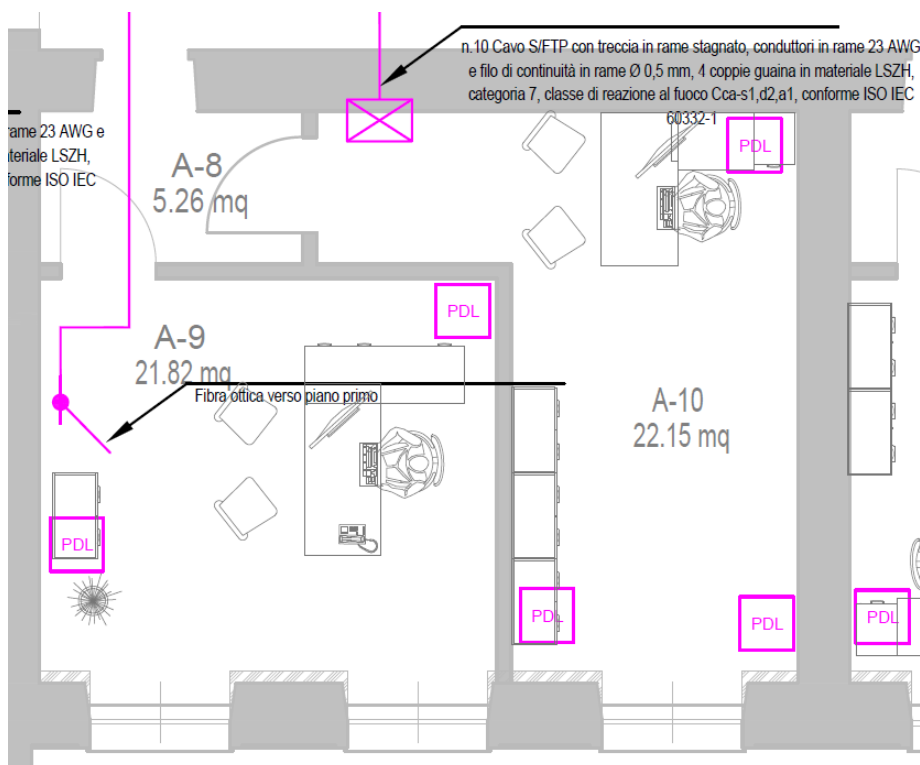 n.10 Cavo S/FTP con treccia in rame stagnato, conduttori in rame 23 AWG
e filo di continuità in rame Ø 0,5 mm, 4 coppie guaina in materiale LSZH,
categoria 7, classe di reazione al fuoco Cca-s1,d2,a1, conforme ISO IEC
60332-1
rame 23 AWG e
materiale LSZH,
forme ISO IEC
A-8
5.26 mq
PDL
PDL
A-9
21.82 mq
Fibra ottica verso piano primo
A-10
22.15 mq
PDL
PDL
PDL
PDL